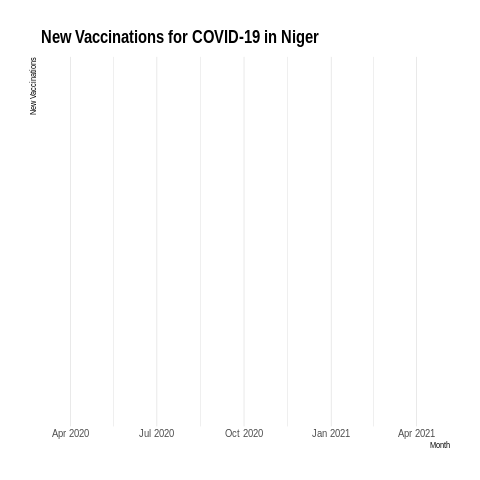 New Vaccinations for COVID-19 in Niger
New Vaccinations
Apr 2020
Jul 2020
Oct 2020
Jan 2021
Apr 2021
Month